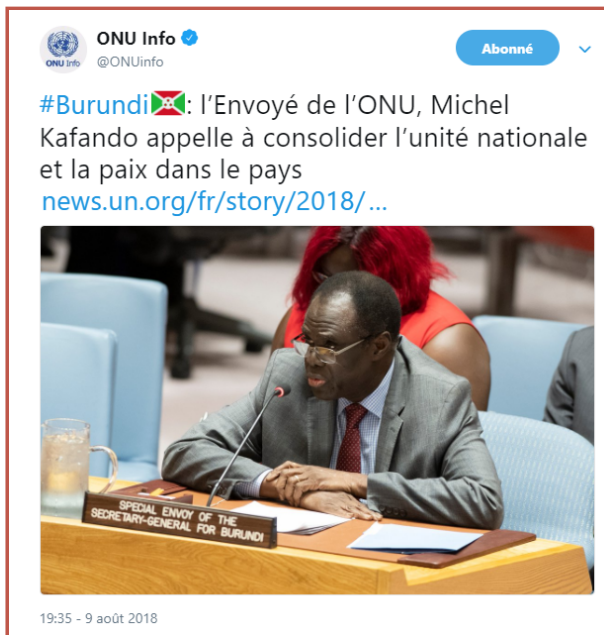 ONU Info
@ONUinfo
Abonné
ONU Info
#Burundi🇧🇮: l’Envoyé de l’ONU, Michel
Kafando appelle à consolider l’unité nationale
et la paix dans le pays
news.un.org/fr/story/2018/…
SPECIAL ENVOY OF THE
SECRETARY-GENERAL FOR BURUNDI
19:35 - 9 août 2018